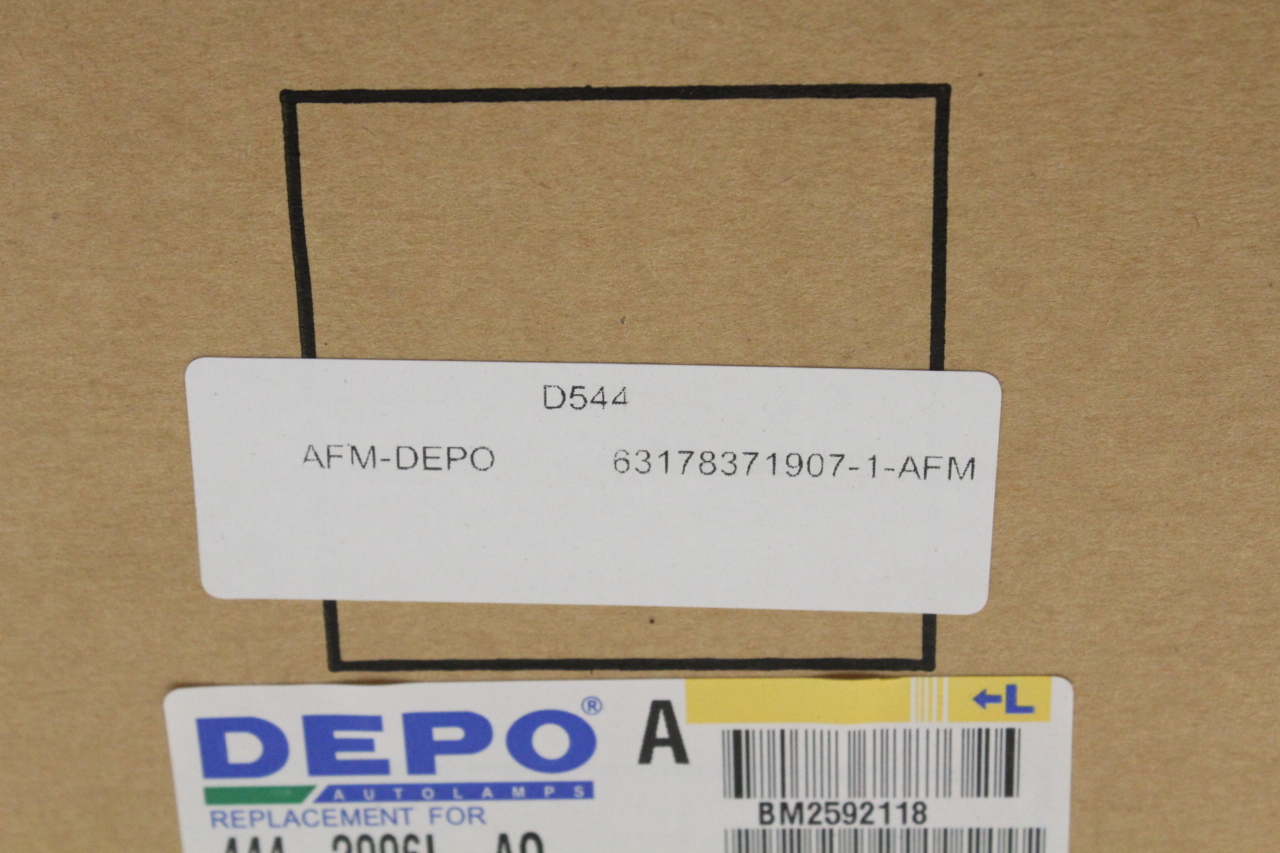 D544
AFM-DEPO 63178371907-1-AFM
DEPO® A ←L
AUTOLAMPS
REPLACEMENT FOR
BM2592118